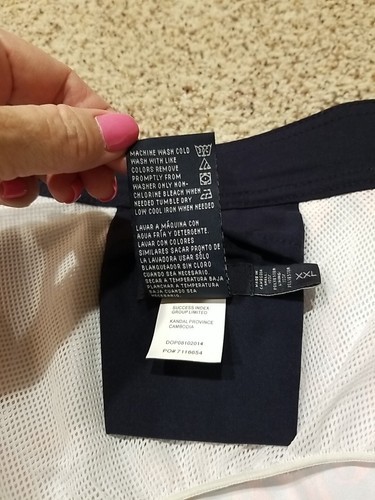 MACHINE WASH COLD
WASH WITH LIKE
COLORS REMOVE
PROMPTLY FROM
WASHER ONLY NON-
CHLORINE BLEACH WHEN
NEEDED TUMBLE DRY
LOW COOL IRON WHEN NEEDED
LAVAR A MÁQUINA CON
AGUA FRÍA Y DETERGENTE.
LAVAR CON COLORES
SIMILARES SACAR PRONTO DE
LA LAVADORA USAR SÓLO
BLANQUEADOR SIN CLORO
CUANDO SEA NECESARIO.
SECAR A TEMPERATURA BAJA
PLANCHAR A TEMPERATURA
BAJA CUANDO SEA
NECESARIO
XXL
SUCCESS INDEX
GROUP LIMITED
KANDAL PROVINCE
CAMBODIA
DOP08102014
PO# 7118654